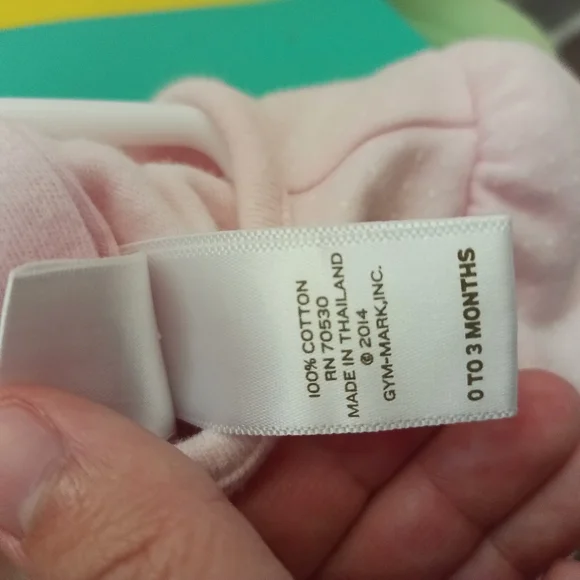 100% COTTON
RN 70530
MADE IN THAILAND
© 2014
GYM-MARK,INC.
0 TO 3 MONTHS